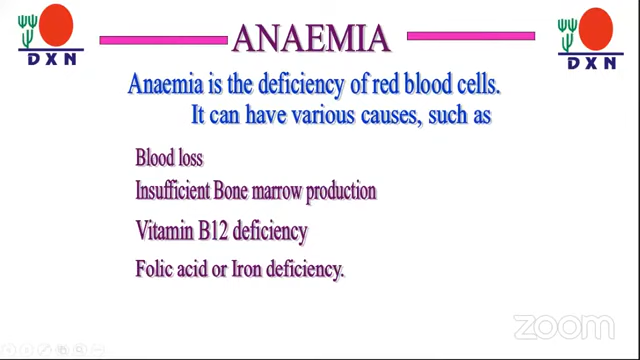 DXN
ANAEMIA
DXN
Anaemia is the deficiency of red blood cells.
It can have various causes, such as
Blood loss
Insufficient Bone marrow production
Vitamin B12 deficiency
Folic acid or Iron deficiency.
zoom